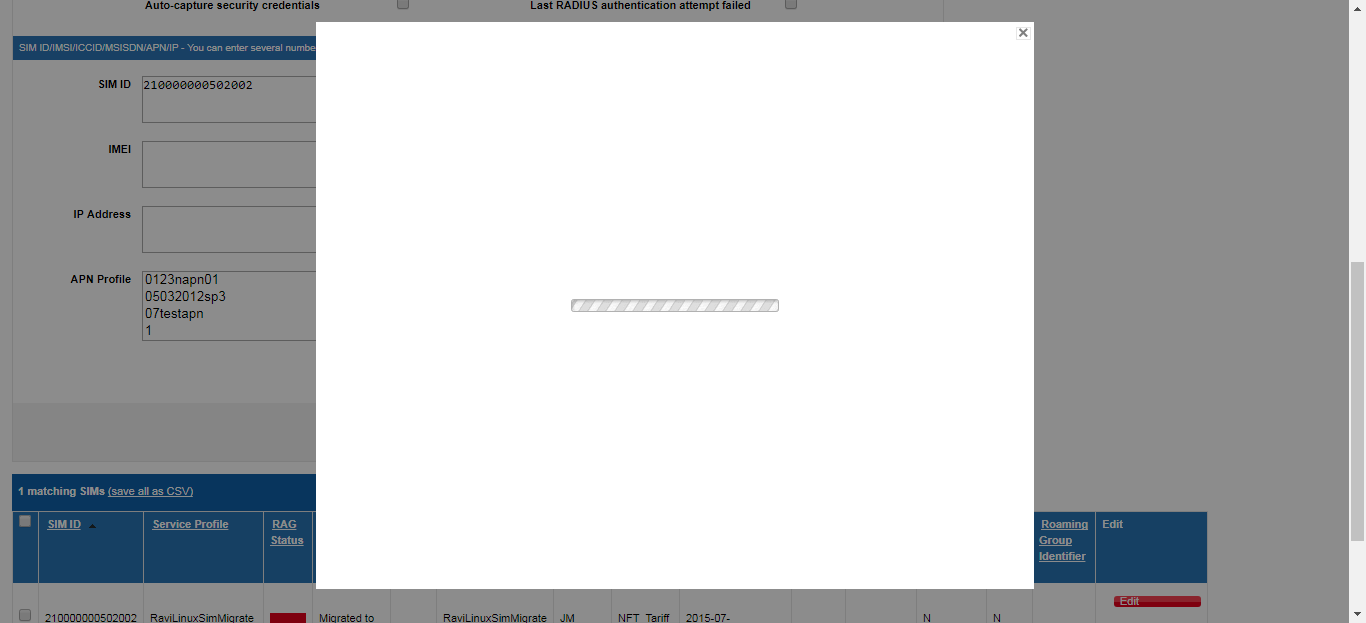 Auto-capture security credentials
Last RADIUS authentication attempt failed
SIM ID/IMSI/ICCID/MSISDN/APN/IP - You can enter several numbe
SIM ID
210000000502002
IMEI
IP Address
APN Profile
0123napn01
05032012sp3
07testapn
1
1 matching SIMs (save all as CSV)
SIM ID
Service Profile
RAG
Status
Roaming
Group
Identifier
Edit
210000000502002
RaviLinuxSimMigrate
Migrated to
RaviLinuxSimMigrate
JM
NFT_Tariff
2015-07-
N
N
Edit